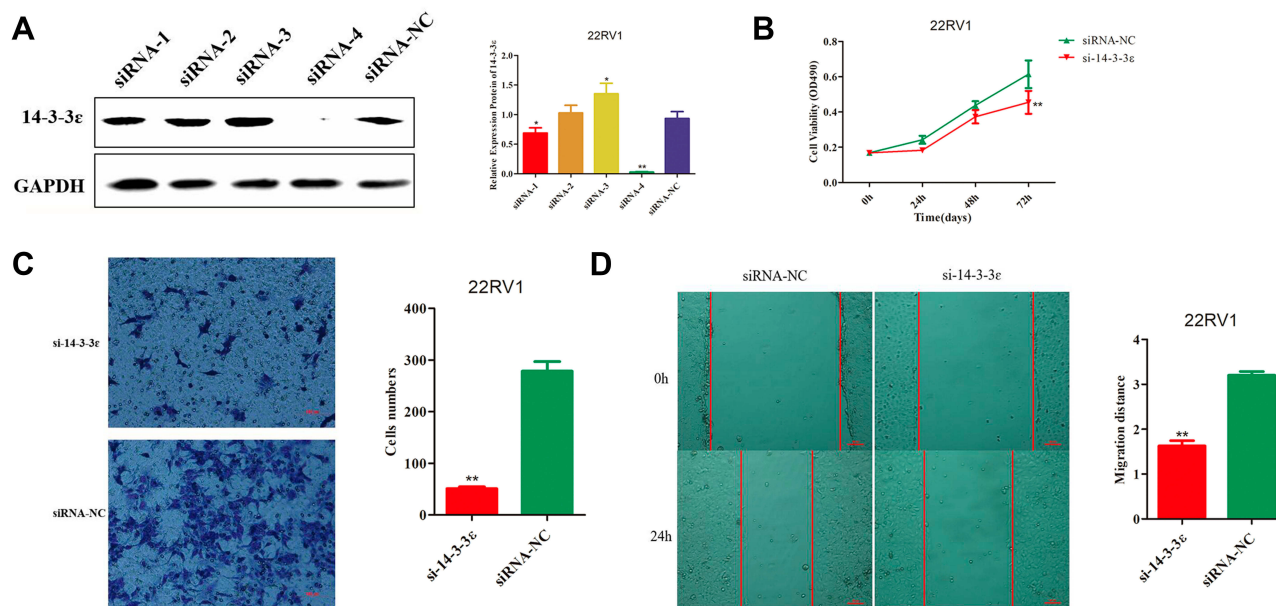 A
siRNA-1
siRNA-2
siRNA-3
siRNA-4
siRNA-NC
14-3-3ε
GAPDH
22RV1
Relative Expression Protein of 14-3-3ε
1.5
1.0
0.5
0.0
2.0
*
*
**
siRNA-1
siRNA-2
siRNA-3
siRNA-4
siRNA-NC
B
22RV1
siRNA-NC
si-14-3-3ε
Cell Viability (OD490)
0.8
0.6
0.4
0.2
0.0
**
0h
24h
48h
72h
Time(days)
C
si-14-3-3ε
siRNA-NC
22RV1
Cells numbers
400
300
200
100
0
**
si-14-3-3ε
siRNA-NC
D
siRNA-NC
si-14-3-3ε
0h
24h
22RV1
Migration distance
4
3
2
1
0
**
si-14-3-3ε
siRNA-NC